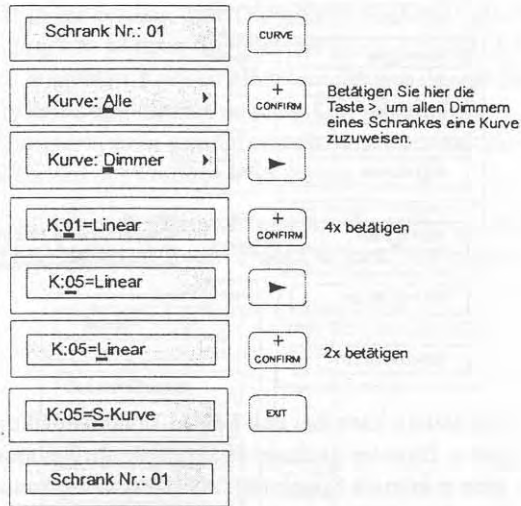 Schrank Nr.: 01
CURVE
Kurve: Alle
+
CONFIRM
Betätigen Sie hier die
Taste >, um allen Dimmern
eines Schrankes eine Kurve
zuzuweisen.
Kurve: Dimmer
K:01=Linear
+
CONFIRM
4x betätigen
K:05=Linear
K:05=Linear
+
CONFIRM
2x betätigen
K:05=S-Kurve
EXIT
Schrank Nr.: 01